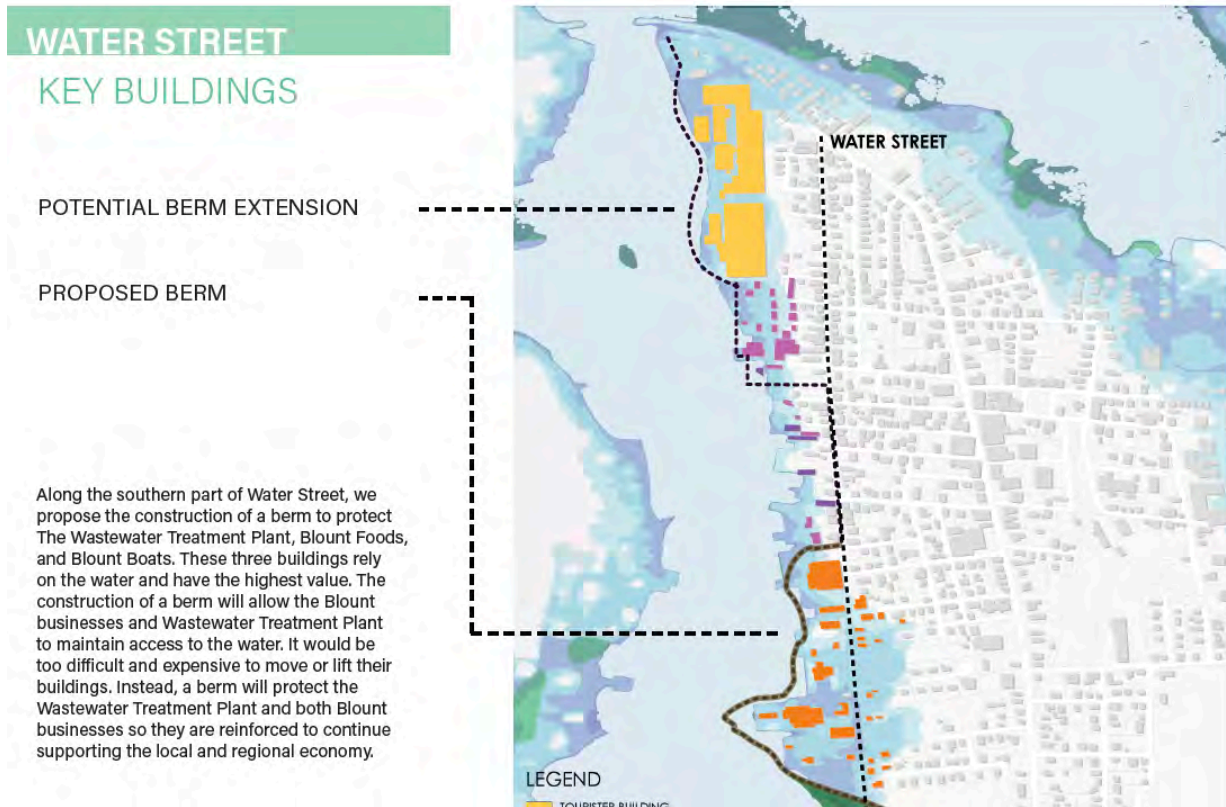 WATER STREET
KEY BUILDINGS
POTENTIAL BERM EXTENSION
PROPOSED BERM
Along the southern part of Water Street, we
propose the construction of a berm to protect
The Wastewater Treatment Plant, Blount Foods,
and Blount Boats. These three buildings rely
on the water and have the highest value. The
construction of a berm will allow the Blount
businesses and Wastewater Treatment Plant
to maintain access to the water. It would be
too difficult and expensive to move or lift their
buildings. Instead, a berm will protect the
Wastewater Treatment Plant and both Blount
businesses so they are reinforced to continue
supporting the local and regional economy.
WATER STREET
LEGEND
TOURISTER BUILDING